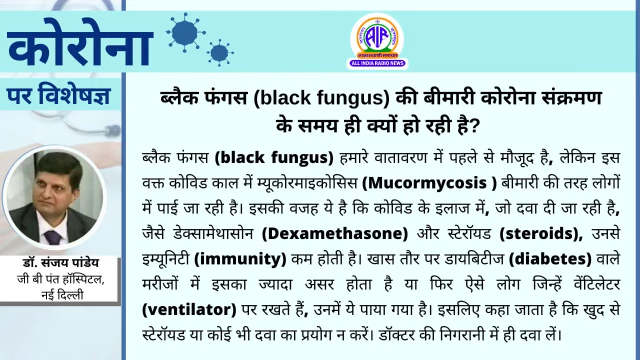 कोरोना
पर विशेषज्ञ
AIR
ALL INDIA RADIO NEWS
ब्लैक फंगस (black fungus) की बीमारी कोरोना संक्रमण
के समय ही क्यों हो रही है?
ब्लैक फंगस (black fungus) हमारे वातावरण में पहले से मौजूद है, लेकिन इस
वक्त कोविड काल में म्यूकोरमाइकोसिस (Mucormycosis ) बीमारी की तरह लोगों
में पाई जा रही है। इसकी वजह ये है कि कोविड के इलाज में, जो दवा दी जा रही है,
जैसे डेक्सामेथासोन (Dexamethasone) और स्टेरॉयड (steroids), उनसे
इम्यूनिटी (immunity) कम होती है। खास तौर पर डायबिटीज (diabetes) वाले
मरीजों में इसका ज्यादा असर होता है या फिर ऐसे लोग जिन्हें वेंटिलेटर
(ventilator) पर रखते हैं, उनमें ये पाया गया है। इसलिए कहा जाता है कि खुद से
स्टेरॉयड या कोई भी दवा का प्रयोग न करें। डॉक्टर की निगरानी में ही दवा लें।
डॉ. संजय पांडेय
जी बी पंत हॉस्पिटल,
नई दिल्ली